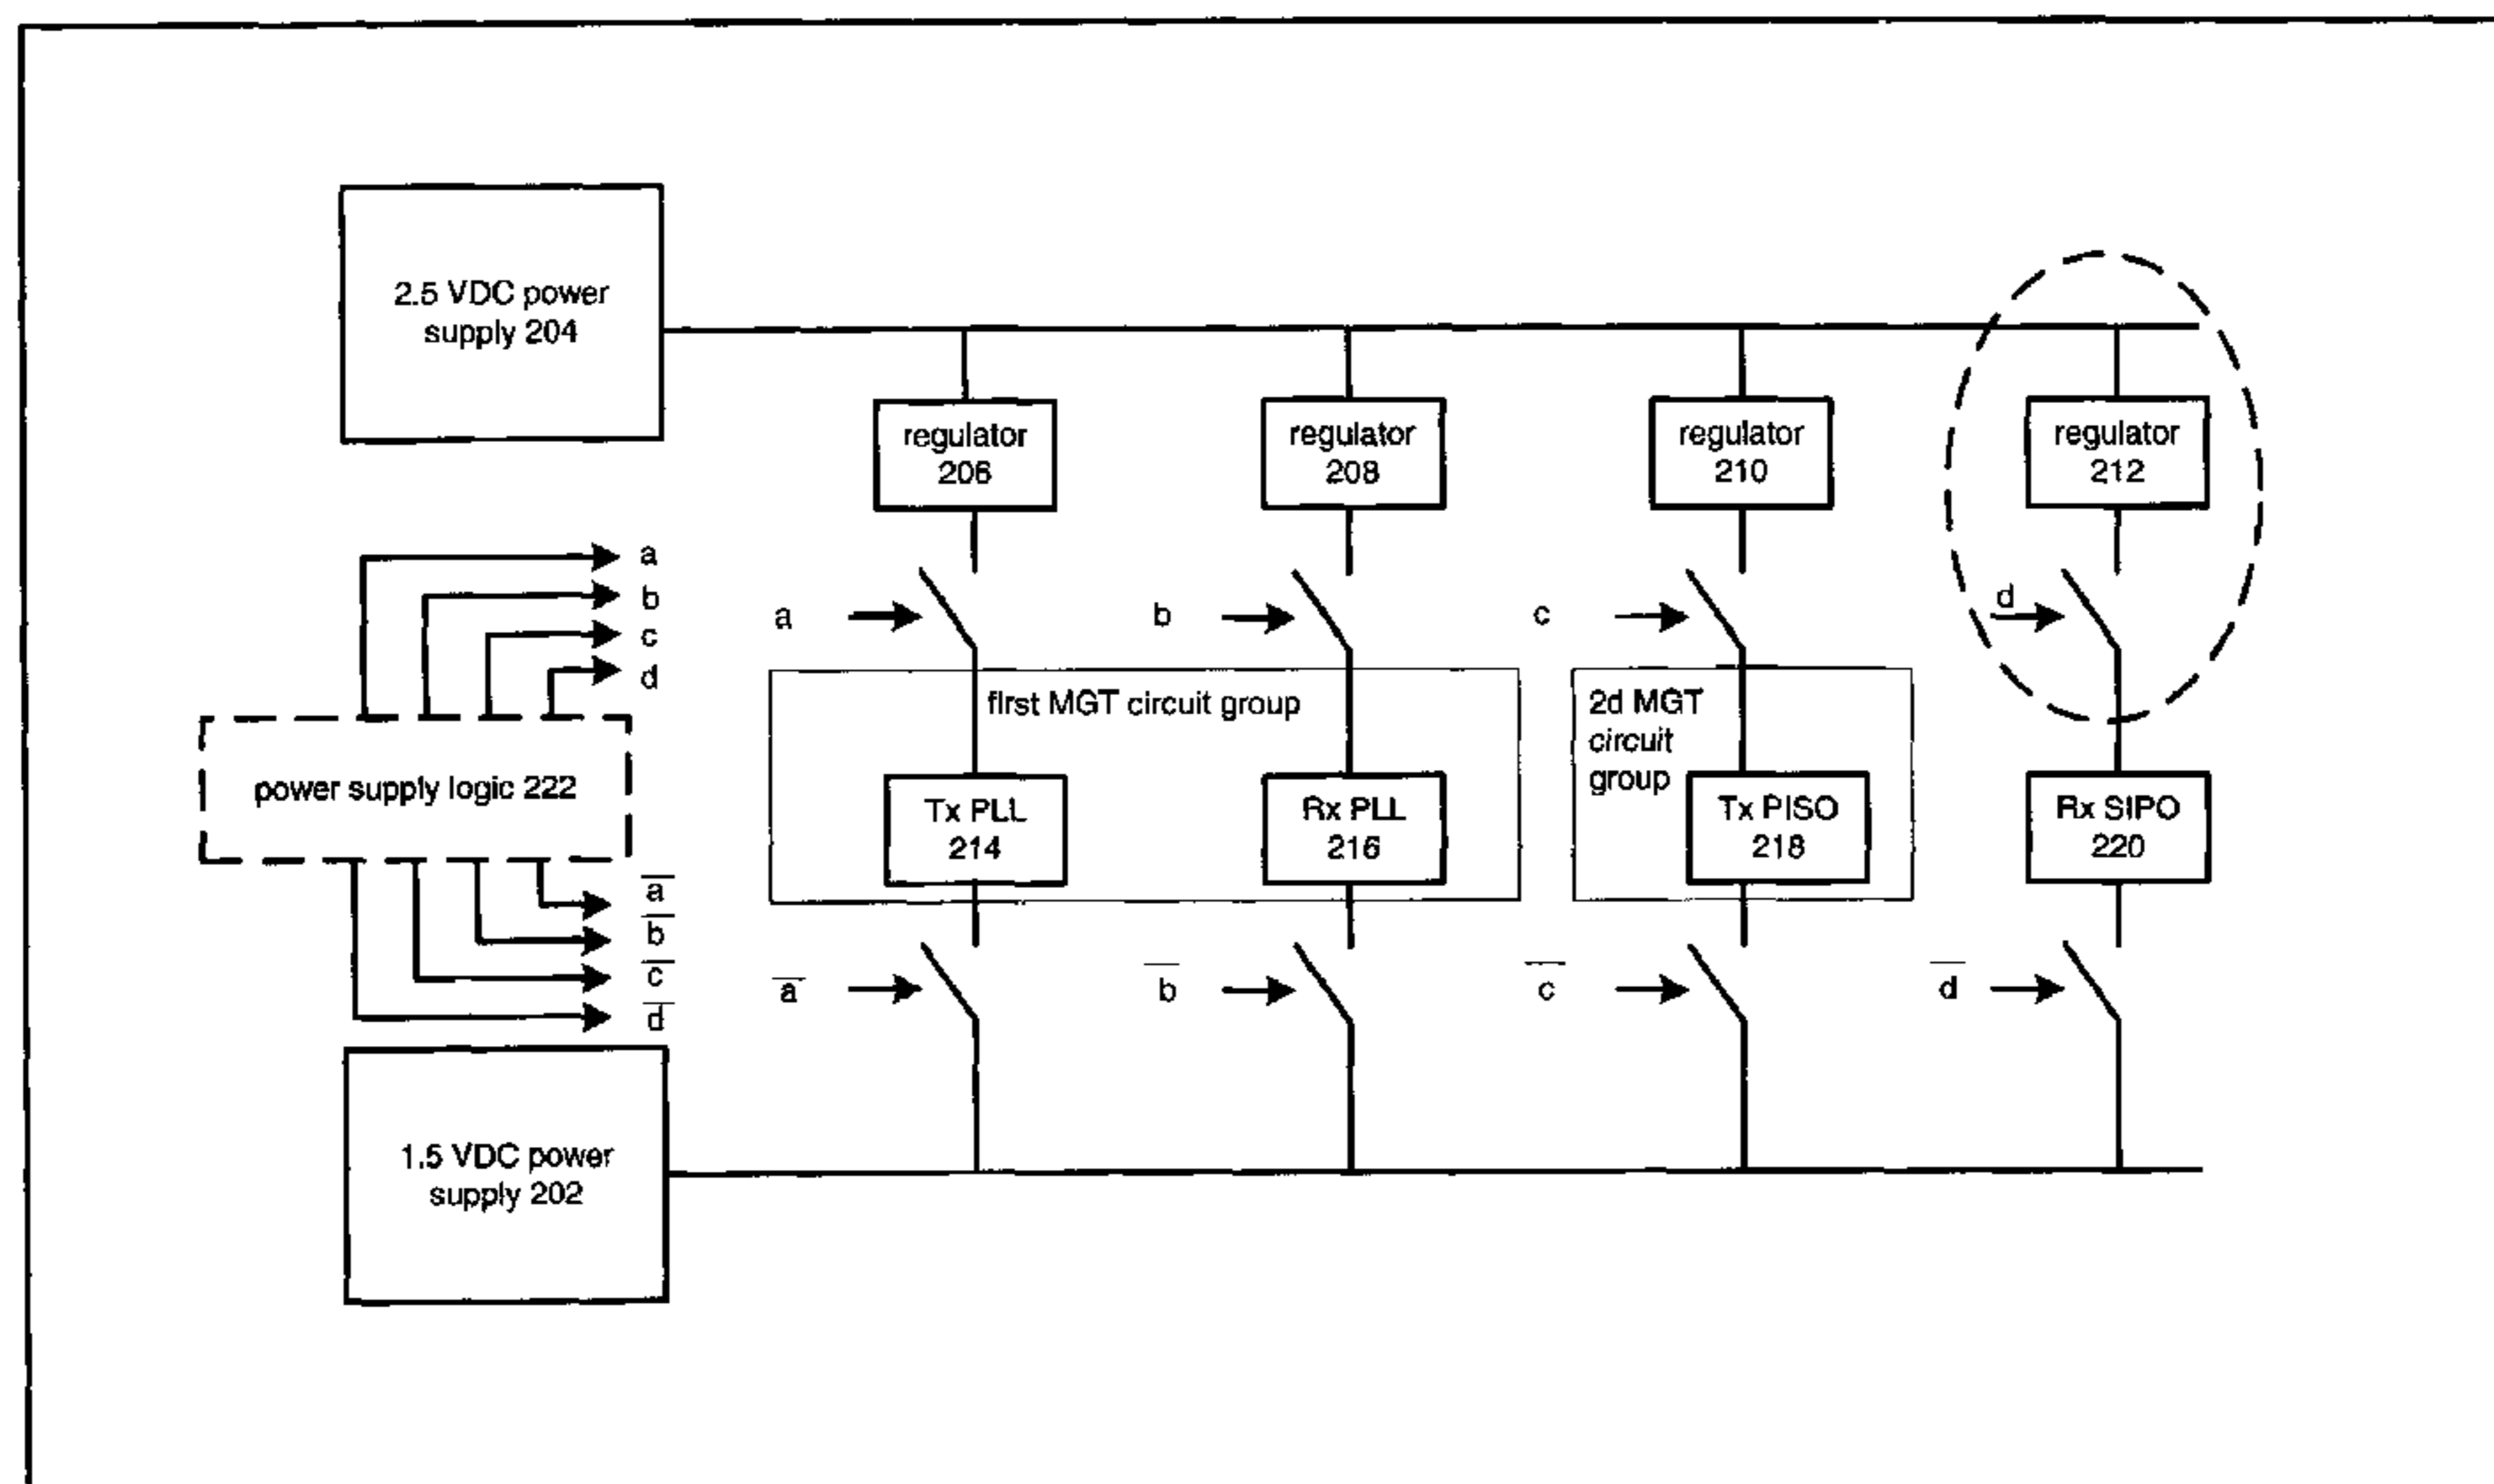 2.5 VDC power
supply 204
regulator
206
regulator
208
regulator
210
regulator
212
a
b
c
d
a
b
c
d
first MGT circuit group
2d MGT
circuit
group
power supply logic 222
Tx PLL
214
Rx PLL
216
Tx PISO
218
Rx SIPO
220
a̅
b̅
c̅
d̅
a̅
b̅
c̅
d̅
1.5 VDC power
supply 202